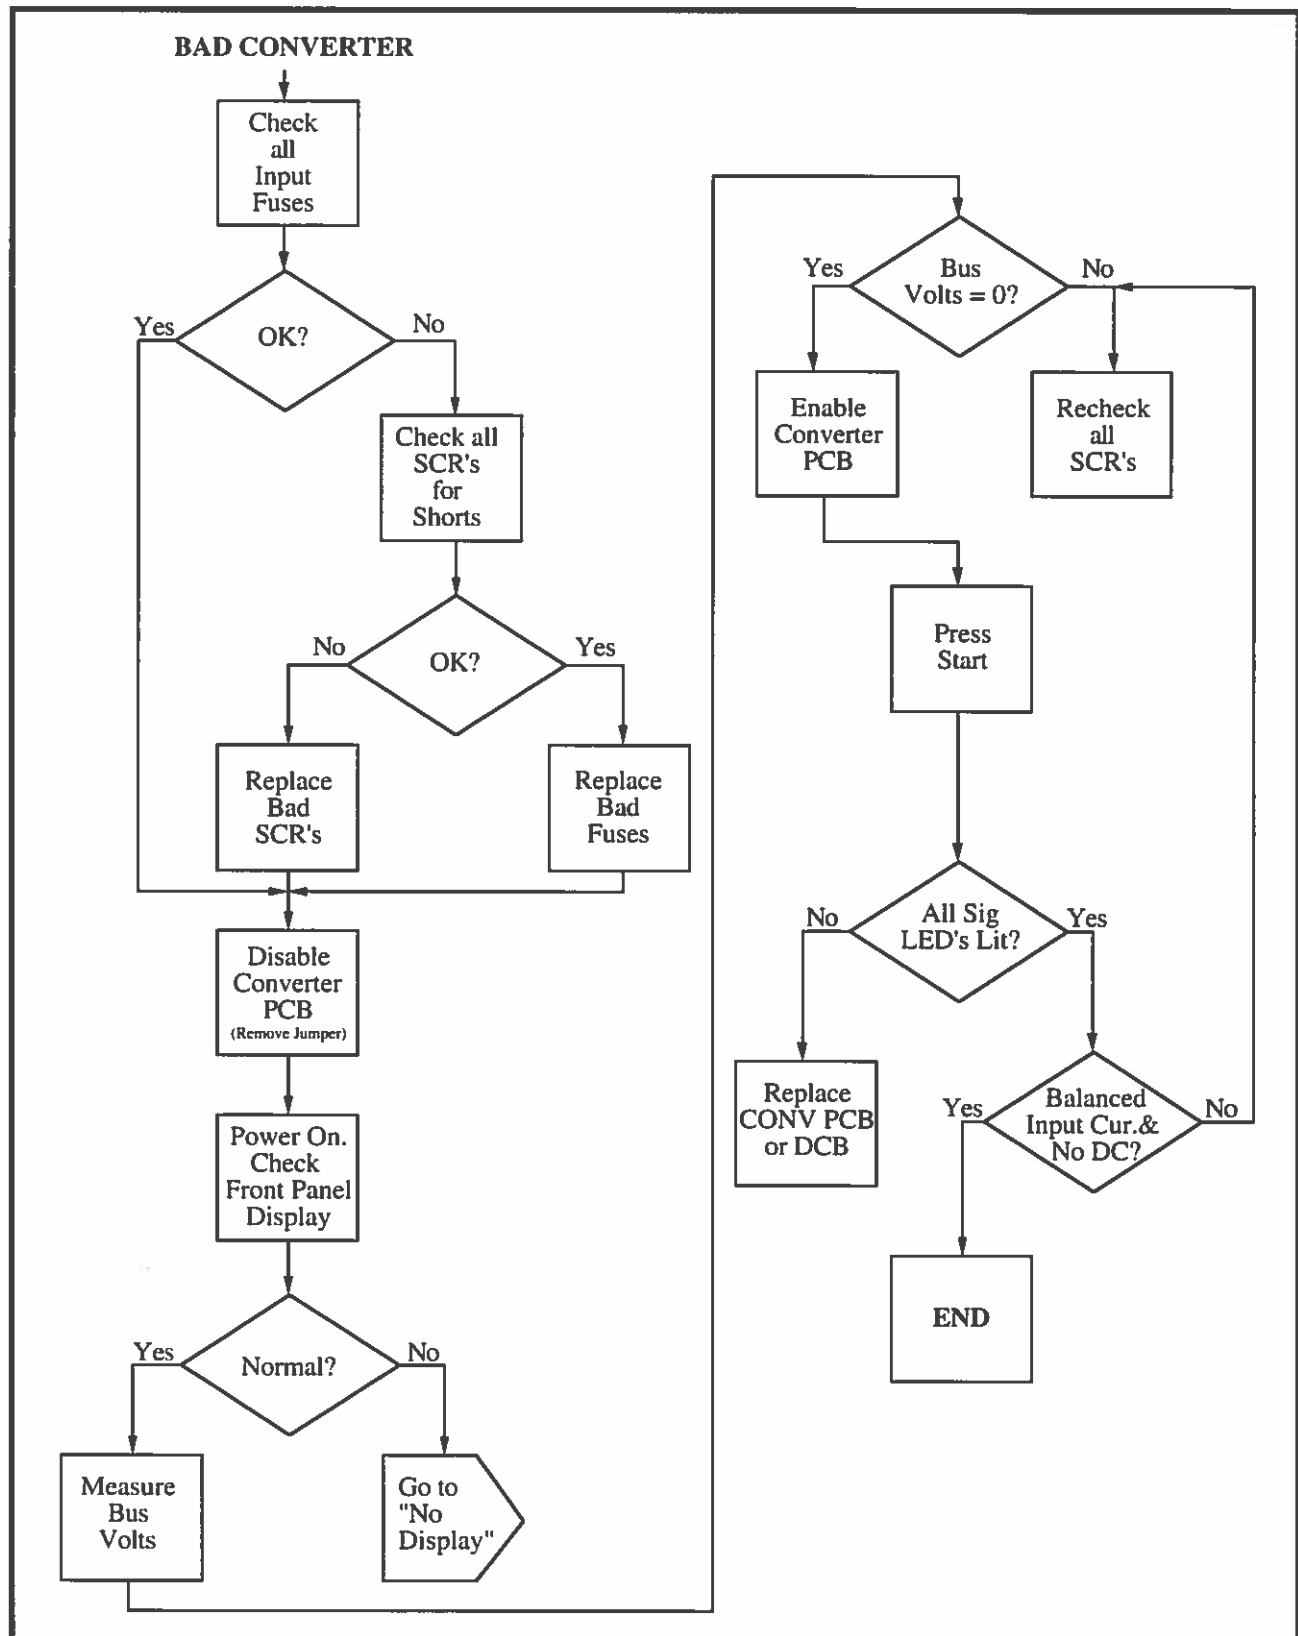 BAD CONVERTER
Check
all
Input
Fuses
Yes
OK?
No
Check all
SCR's
for
Shorts
No
OK?
Yes
Replace
Bad
SCR's
Replace
Bad
Fuses
Disable
Converter
PCB
(Remove Jumper)
Power On.
Check
Front Panel
Display
Yes
Normal?
No
Measure
Bus
Volts
Go to
"No
Display"
Yes
Bus
Volts = 0?
No
Enable
Converter
PCB
Recheck
all
SCR's
Press
Start
No
All Sig
LED's Lit?
Yes
Replace
CONV PCB
or DCB
Yes
Balanced
Input Cur.&
No DC?
No
END